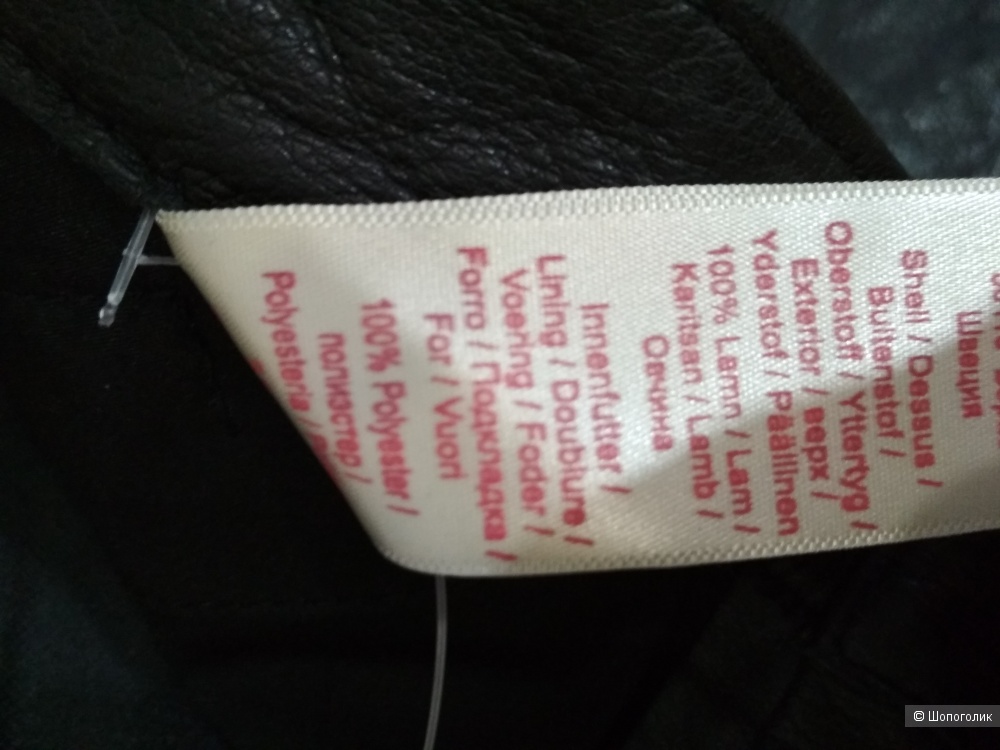 Швеция
Shell / Dessus /
Buitenstof /
Oberstoff / Yttertyg /
Exterior / верх /
Yderstof / Päällinen
100% Lamn / Lam /
Karitsan / Lamb /
Овчина
Innenfutter /
Lining / Doublure /
Voering / Foder /
Forro / Подкладка /
For / Vuori
100% Polyester /
полиэстер /
Polyesteria /
© Шопоголик